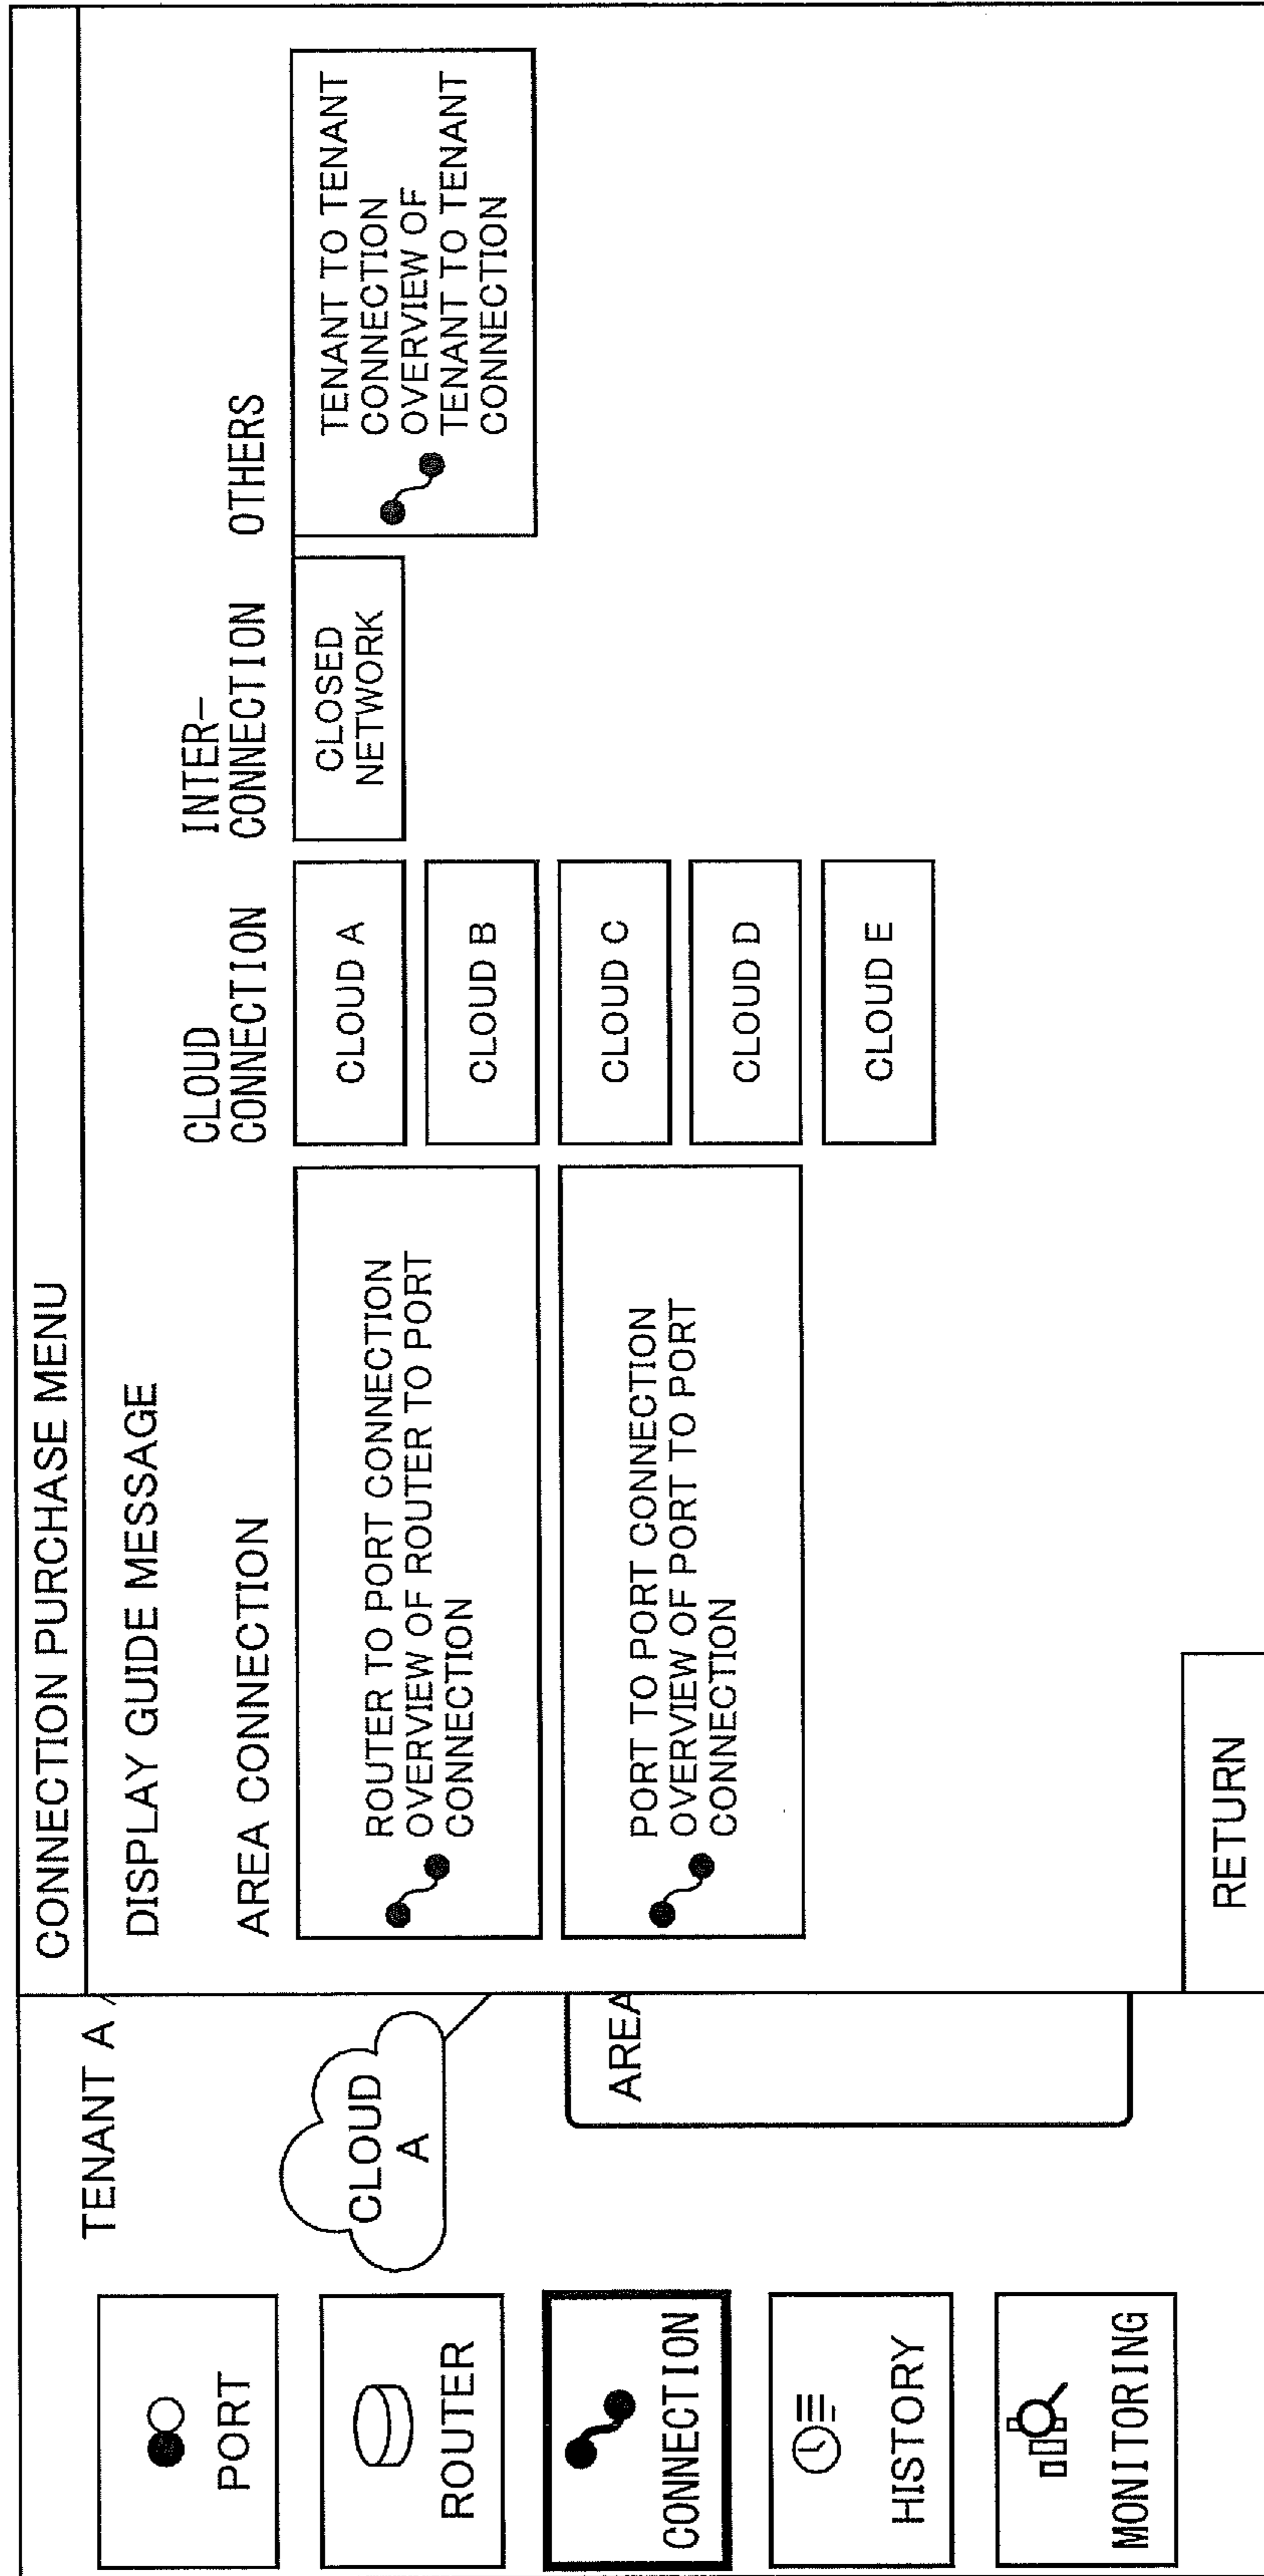 PORT
ROUTER
CONNECTION
HISTORY
MONITORING
TENANT A
CLOUD
A
AREA
CONNECTION PURCHASE MENU
DISPLAY GUIDE MESSAGE
AREA CONNECTION
ROUTER TO PORT CONNECTION
OVERVIEW OF ROUTER TO PORT
CONNECTION
PORT TO PORT CONNECTION
OVERVIEW OF PORT TO PORT
CONNECTION
CLOUD
CONNECTION
CLOUD A
CLOUD B
CLOUD C
CLOUD D
CLOUD E
INTER-
CONNECTION
CLOSED
NETWORK
OTHERS
TENANT TO TENANT
CONNECTION
OVERVIEW OF
TENANT TO TENANT
CONNECTION
RETURN